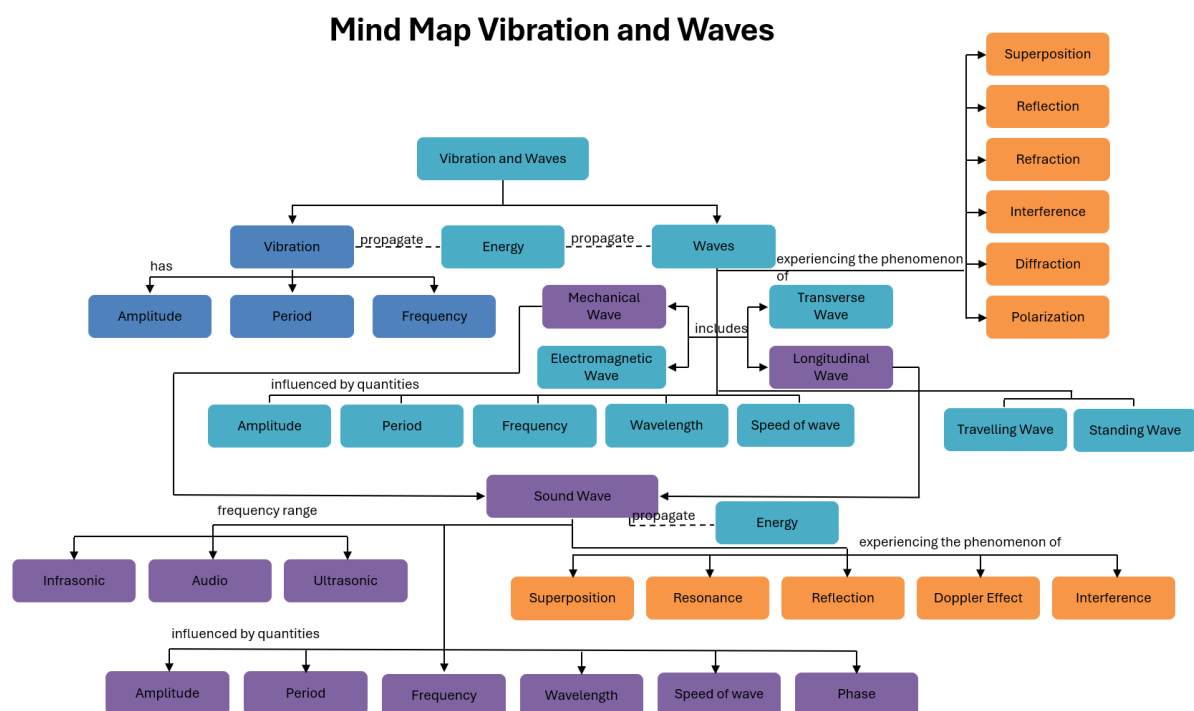 Mind Map Vibration and Waves
Superposition
Reflection
Refraction
Interference
Diffraction
Polarization
Vibration and Waves
Vibration
propagate
Energy
propagate
Waves
experiencing the phenomenon
of
has
Amplitude
Period
Frequency
Mechanical
Wave
Transverse
Wave
includes
Electromagnetic
Wave
Longitudinal
Wave
influenced by quantities
Amplitude
Period
Frequency
Wavelength
Speed of wave
Travelling Wave
Standing Wave
Sound Wave
propagate
Energy
frequency range
Infrasonic
Audio
Ultrasonic
experiencing the phenomenon of
Superposition
Resonance
Reflection
Doppler Effect
Interference
influenced by quantities
Amplitude
Period
Frequency
Wavelength
Speed of wave
Phase